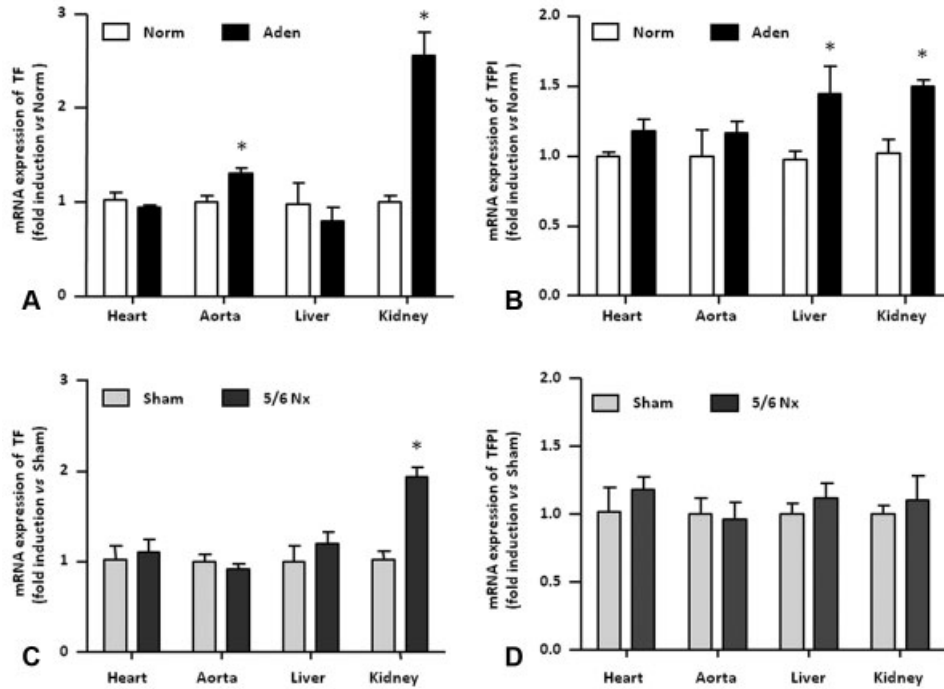 mRNA expression of TF
(fold induction vs Norm)
3
2
1
0
Norm
Aden
*
*
Heart
Aorta
Liver
Kidney
A
mRNA expression of TFPI
(fold induction vs Norm)
2.0
1.5
1.0
0.5
0.0
Norm
Aden
*
*
Heart
Aorta
Liver
Kidney
B
mRNA expression of TF
(fold induction vs Sham)
3
2
1
0
Sham
5/6 Nx
*
Heart
Aorta
Liver
Kidney
C
mRNA expression of TFPI
(fold induction vs Sham)
2.0
1.5
1.0
0.5
0.0
Sham
5/6 Nx
Heart
Aorta
Liver
Kidney
D